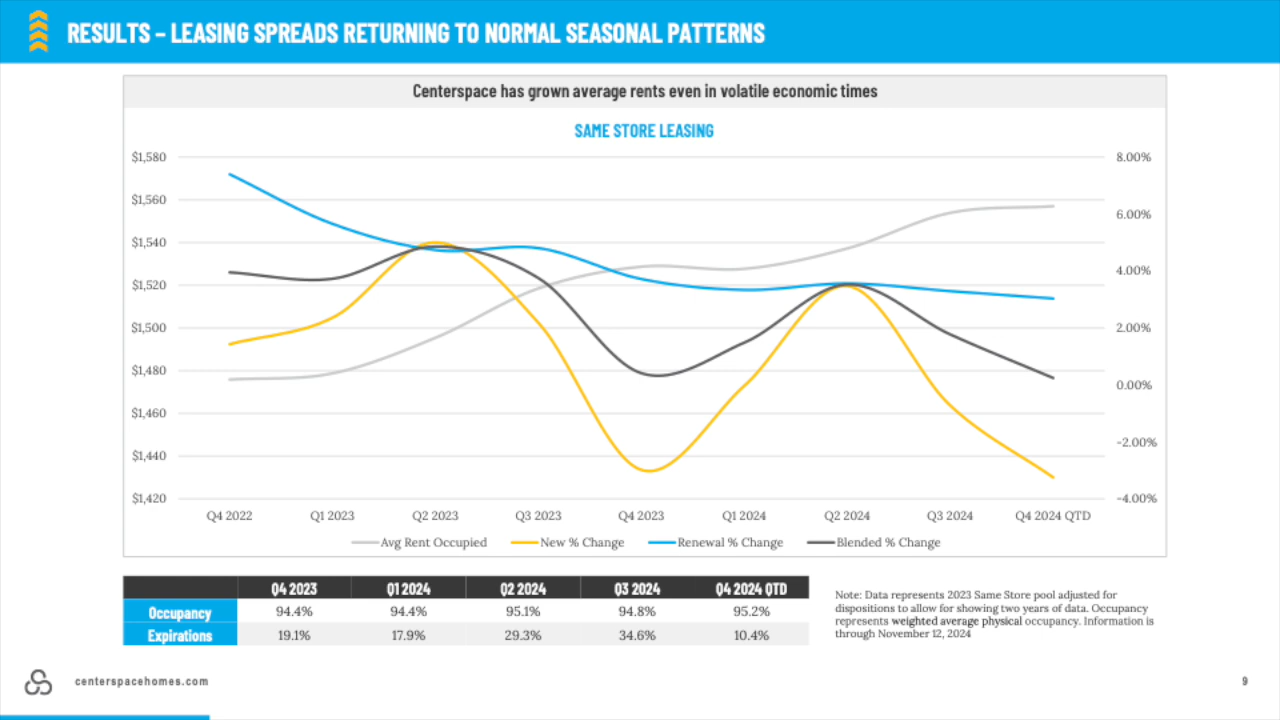 RESULTS – LEASING SPREADS RETURNING TO NORMAL SEASONAL PATTERNS
Centerspace has grown average rents even in volatile economic times
SAME STORE LEASING
$1,580
$1,560
$1,540
$1,520
$1,500
$1,480
$1,460
$1,440
$1,420
8.00%
6.00%
4.00%
2.00%
0.00%
-2.00%
-4.00%
Q4 2022 Q1 2023 Q2 2023 Q3 2023 Q4 2023 Q1 2024 Q2 2024 Q3 2024 Q4 2024 QTD
Avg Rent Occupied New % Change Renewal % Change Blended % Change
Q4 2023 Q1 2024 Q2 2024 Q3 2024 Q4 2024 QTD
Occupancy 94.4% 94.4% 95.1% 94.8% 95.2%
Expirations 19.1% 17.9% 29.3% 34.6% 10.4%
Note: Data represents 2023 Same Store pool adjusted for
dispositions to allow for showing two years of data. Occupancy
represents weighted average physical occupancy. Information is
through November 12, 2024
centerspacehomes.com
9